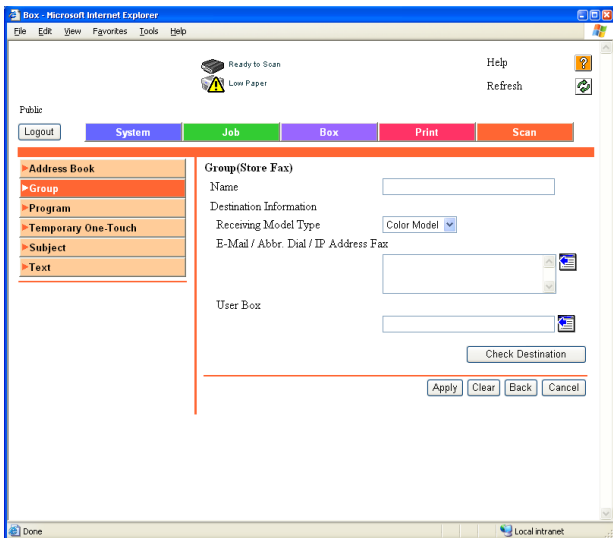 Box - Microsoft Internet Explorer
File Edit View Favorites Tools Help
Ready to Scan
Help
Low Paper
Refresh
Public
Logout System Job Box Print Scan
Address Book
Group
Program
Temporary One-Touch
Subject
Text
Group(Store Fax)
Name
Destination Information
Receiving Model Type Color Model
E-Mail / Abbr. Dial / IP Address Fax
User Box
Check Destination
Apply Clear Back Cancel
Done Local intranet